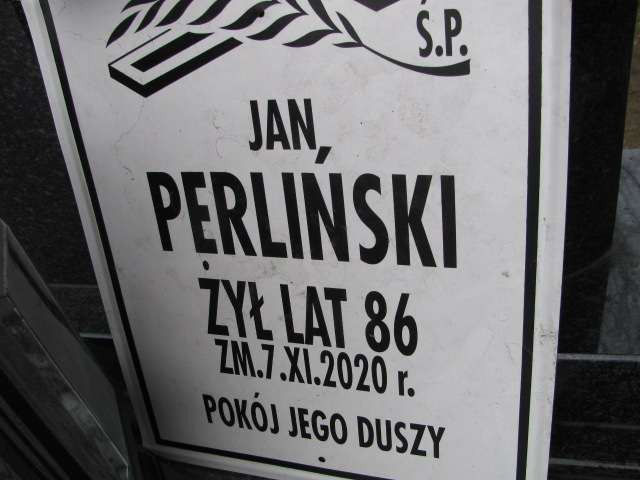 Ś.P.
JAN
PERLIŃSKI
ŻYŁ LAT 86
ZM.7.XI.2020 r.
POKÓJ JEGO DUSZY